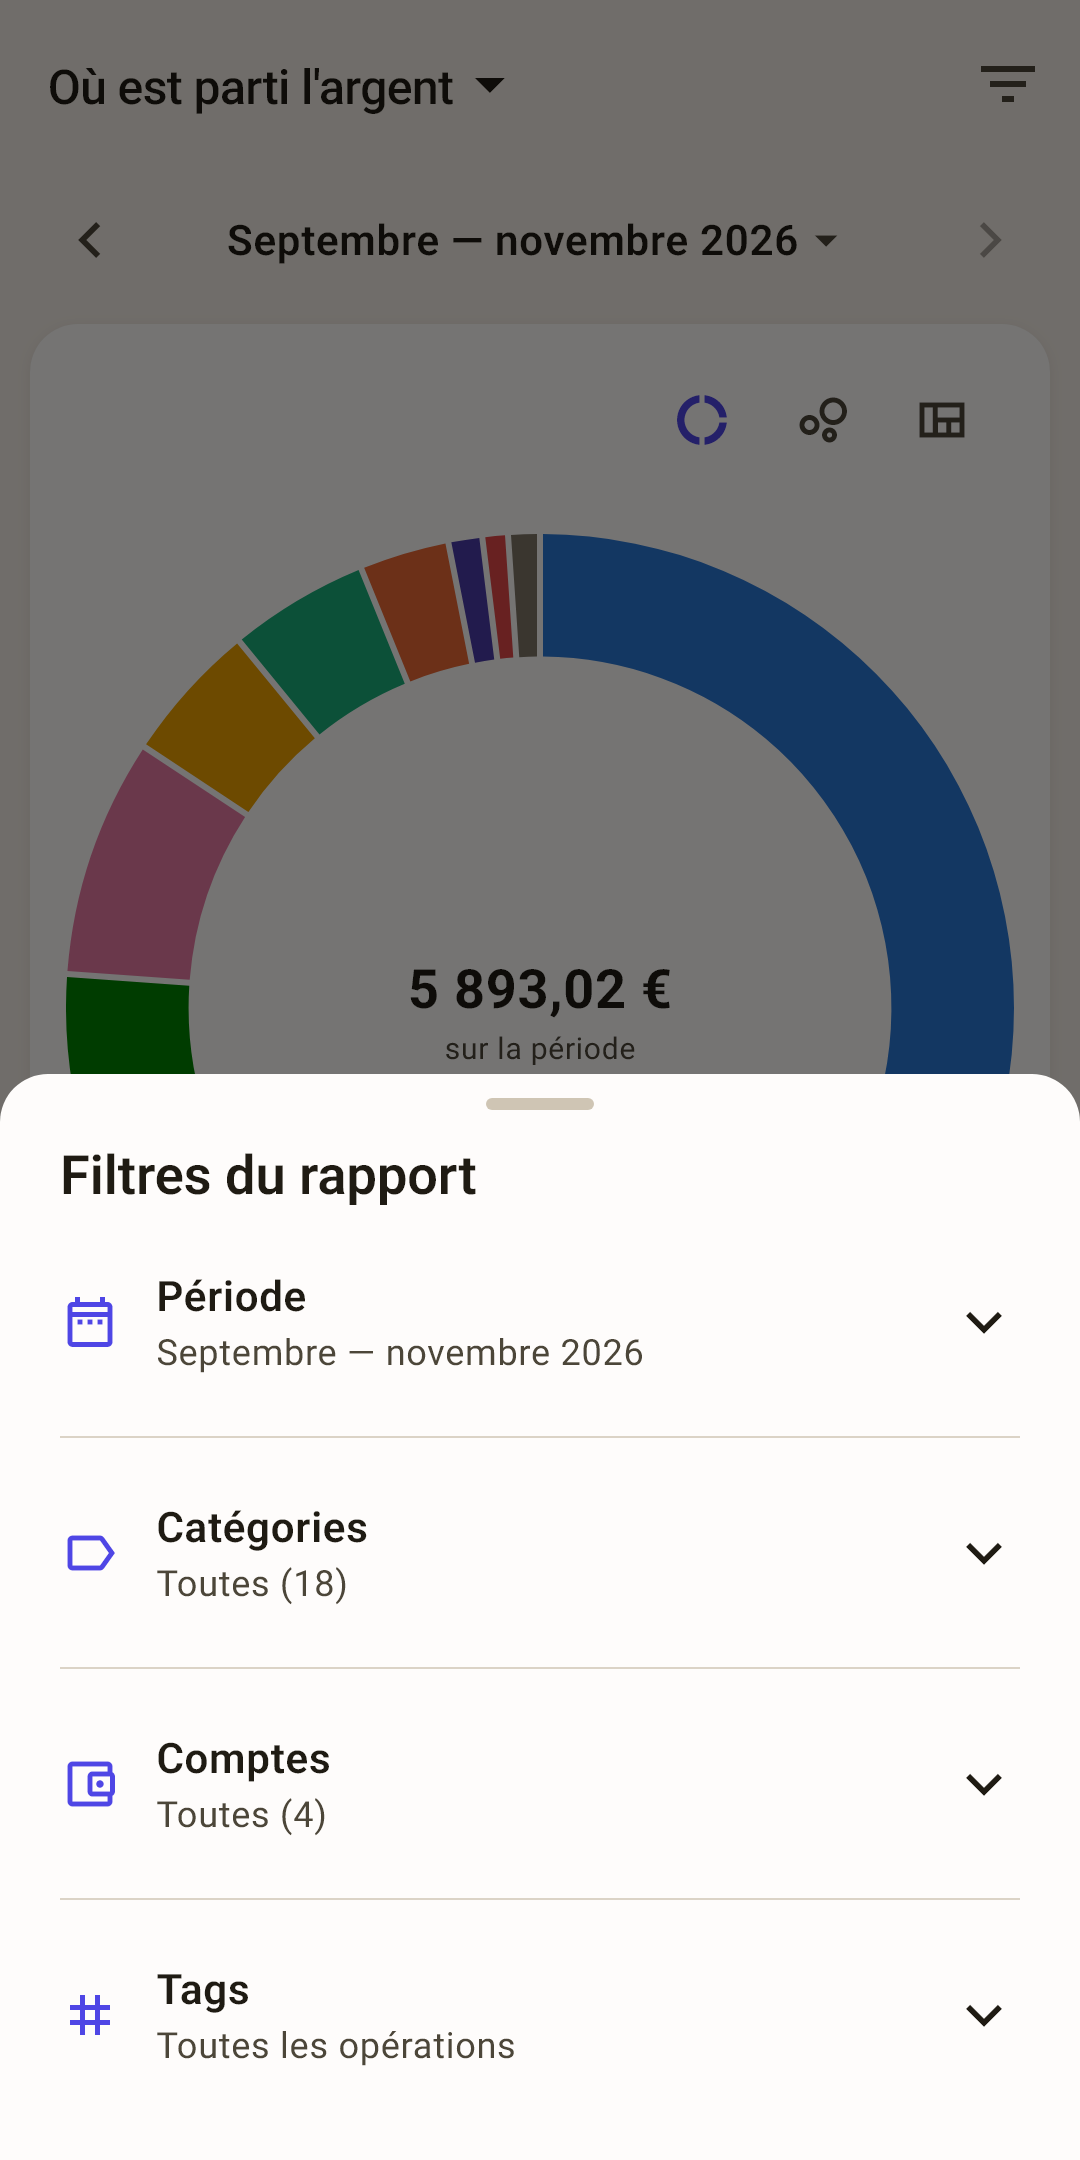 Où est parti l'argent
Septembre — novembre 2026
5 893,02 €
sur la période
Filtres du rapport
Période
Septembre — novembre 2026
Catégories
Toutes (18)
Comptes
Toutes (4)
Tags
Toutes les opérations